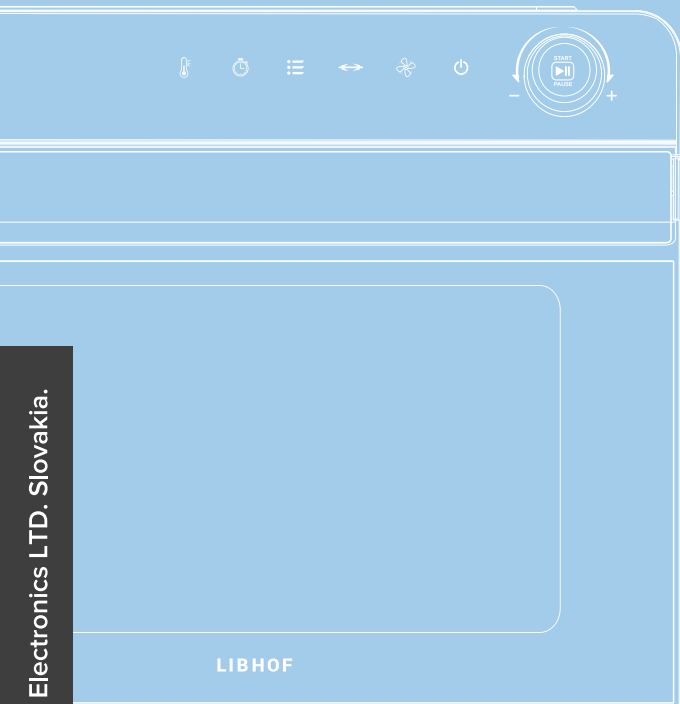 START
PAUSE
− +
Electronics LTD. Slovakia.
LIBHOF